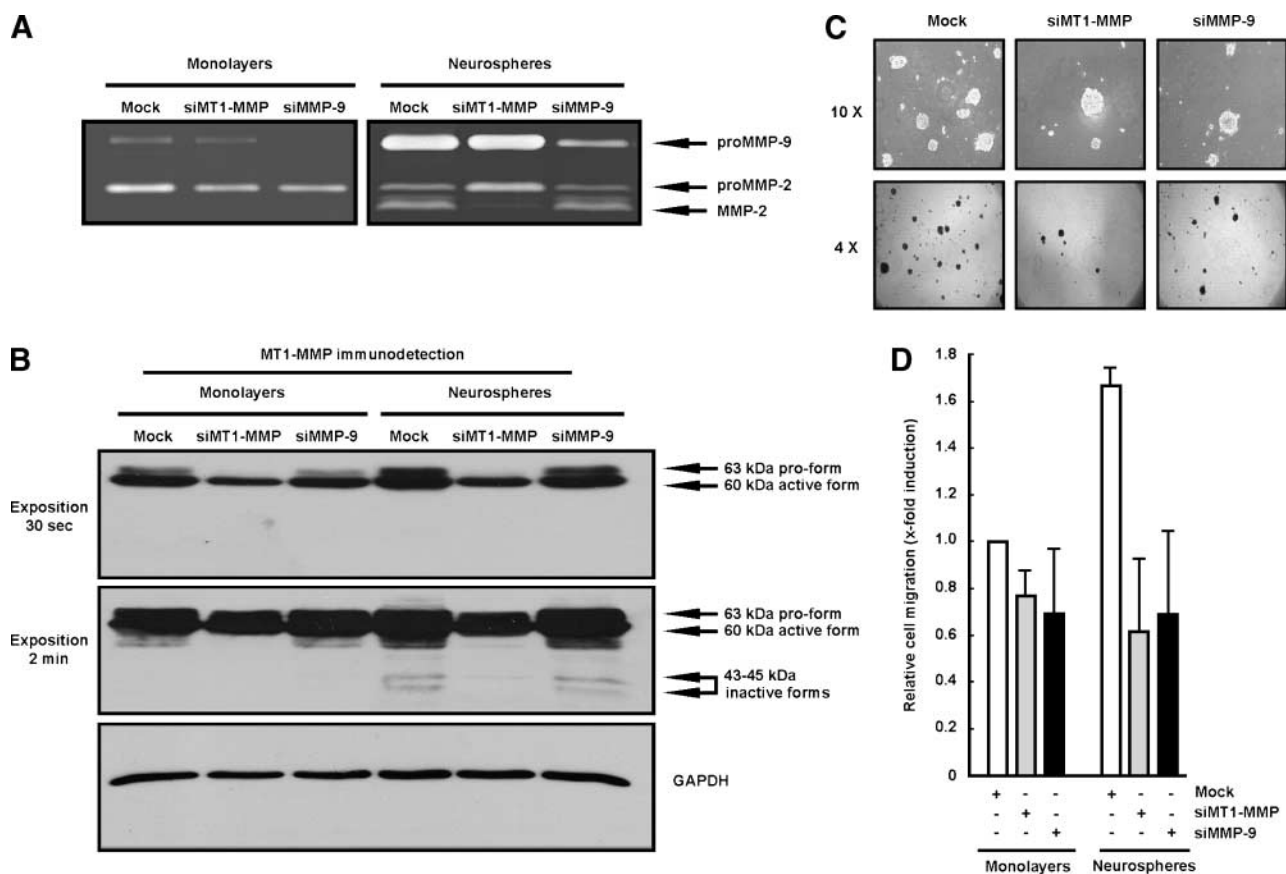 A
Monolayers Neurospheres
Mock siMT1-MMP siMMP-9 Mock siMT1-MMP siMMP-9
proMMP-9
proMMP-2
MMP-2
B
MT1-MMP immunodetection
Monolayers Neurospheres
Mock siMT1-MMP siMMP-9 Mock siMT1-MMP siMMP-9
Exposition
30 sec
63 kDa pro-form
60 kDa active form
Exposition
2 min
63 kDa pro-form
60 kDa active form
43-45 kDa
inactive forms
GAPDH
C
Mock siMT1-MMP siMMP-9
10 X
4 X
D
Relative cell migration (x-fold induction)
1.8
1.6
1.4
1.2
1.0
0.8
0.6
0.4
0.2
0
+ - - + - - Mock
- + - - + - siMT1-MMP
- - + - - + siMMP-9
Monolayers Neurospheres